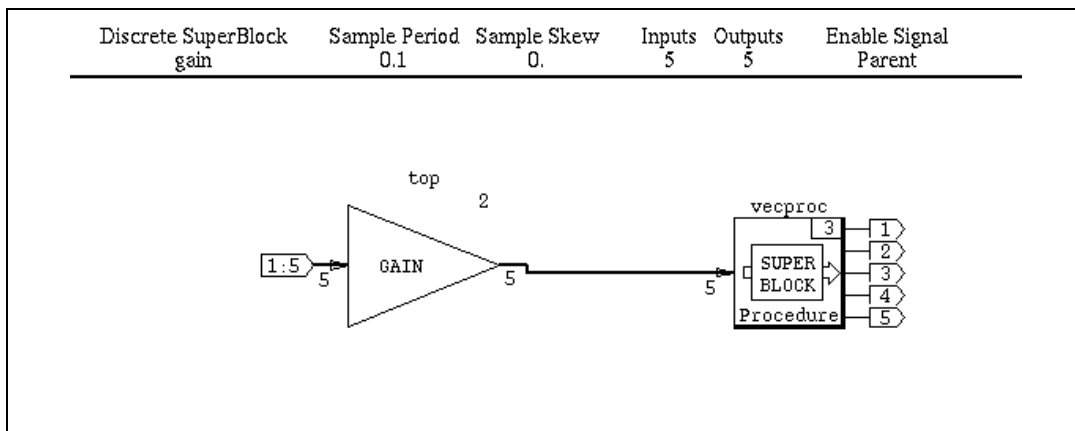 Discrete SuperBlock Sample Period Sample Skew Inputs Outputs Enable Signal
gain 0.1 0. 5 5 Parent
top
2
vecproc
3
1
2
1:5
GAIN
SUPER
BLOCK
3
5
5
5
4
Procedure
5